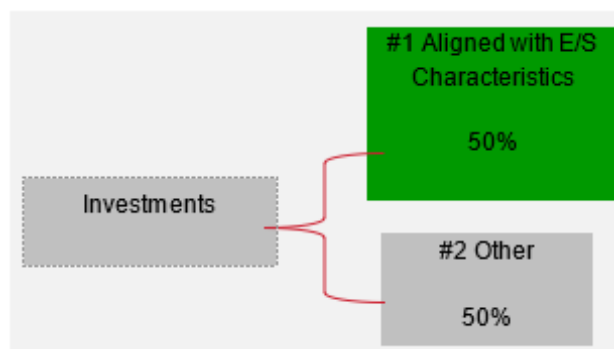 #1 Aligned with E/S
Characteristics
50%
Investments
#2 Other
50%